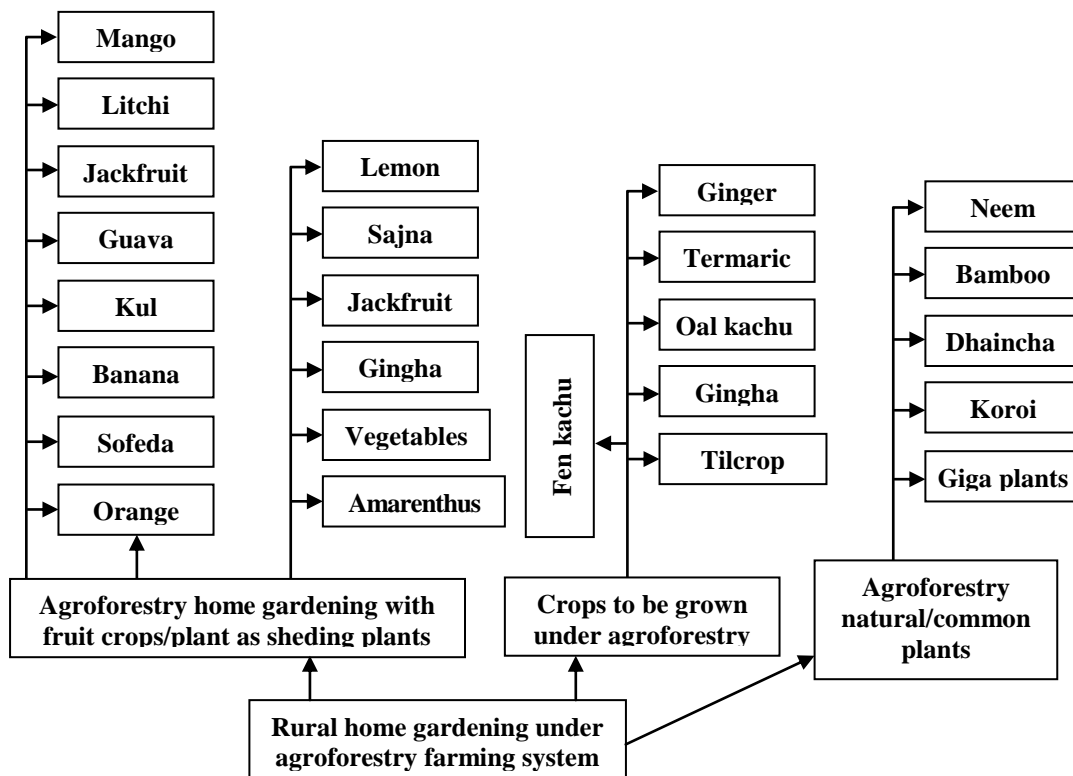 Mango
Litchi
Jackfruit
Guava
Kul
Banana
Sofeda
Orange
Lemon
Sajna
Jackfruit
Gingha
Vegetables
Amarenthus
Fen kachu
Ginger
Termaric
Oal kachu
Gingha
Tilcrop
Neem
Bamboo
Dhaincha
Koroi
Giga plants
Agroforestry home gardening with
fruit crops/plant as sheding plants
Crops to be grown
under agroforestry
Agroforestry
natural/common
plants
Rural home gardening under
agroforestry farming system